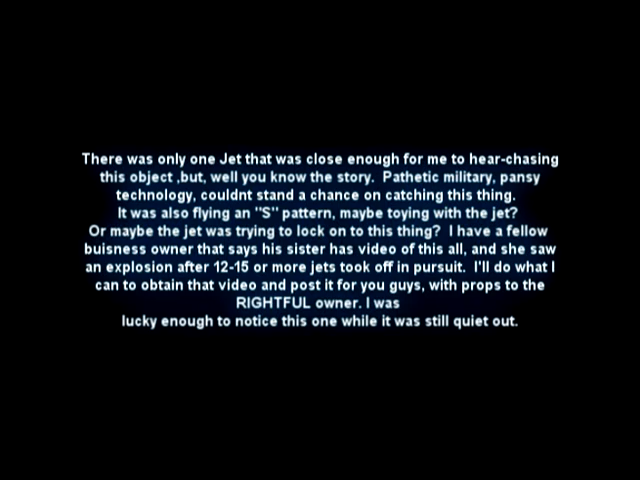 There was only one Jet that was close enough for me to hear-chasing
this object ,but, well you know the story.  Pathetic military, pansy
technology, couldnt stand a chance on catching this thing.
It was also flying an "S" pattern, maybe toying with the jet?
Or maybe the jet was trying to lock on to this thing?  I have a fellow
buisness owner that says his sister has video of this all, and she saw
an explosion after 12-15 or more jets took off in pursuit.  I'll do what I
can to obtain that video and post it for you guys, with props to the
RIGHTFUL owner. I was
lucky enough to notice this one while it was still quiet out.